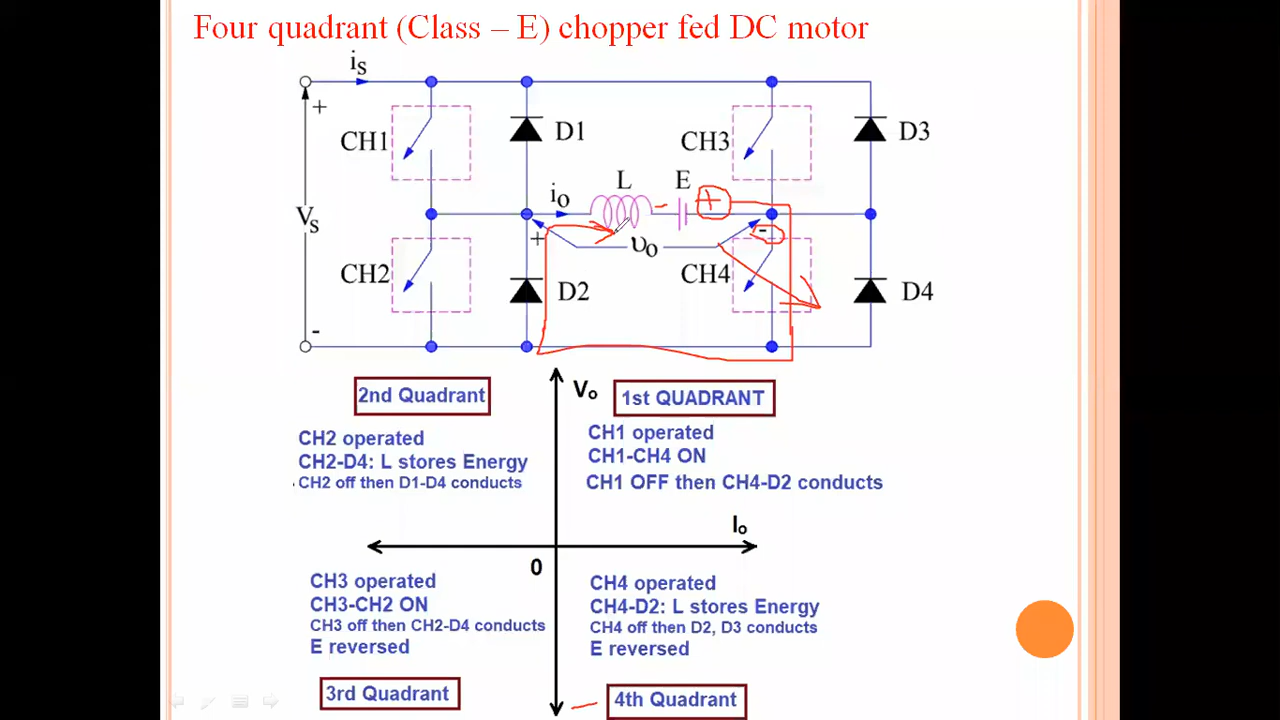 Four quadrant (Class – E) chopper fed DC motor
iS
+
CH1
D1
CH3
D3
L
E
+
io
Vs
+
υo
-
CH2
D2
CH4
D4
-
2nd Quadrant
Vo
1st QUADRANT
CH2 operated
CH2-D4: L stores Energy
CH2 off then D1-D4 conducts
CH1 operated
CH1-CH4 ON
CH1 OFF then CH4-D2 conducts
Io
0
CH3 operated
CH3-CH2 ON
CH3 off then CH2-D4 conducts
E reversed
CH4 operated
CH4-D2: L stores Energy
CH4 off then D2, D3 conducts
E reversed
3rd Quadrant
4th Quadrant